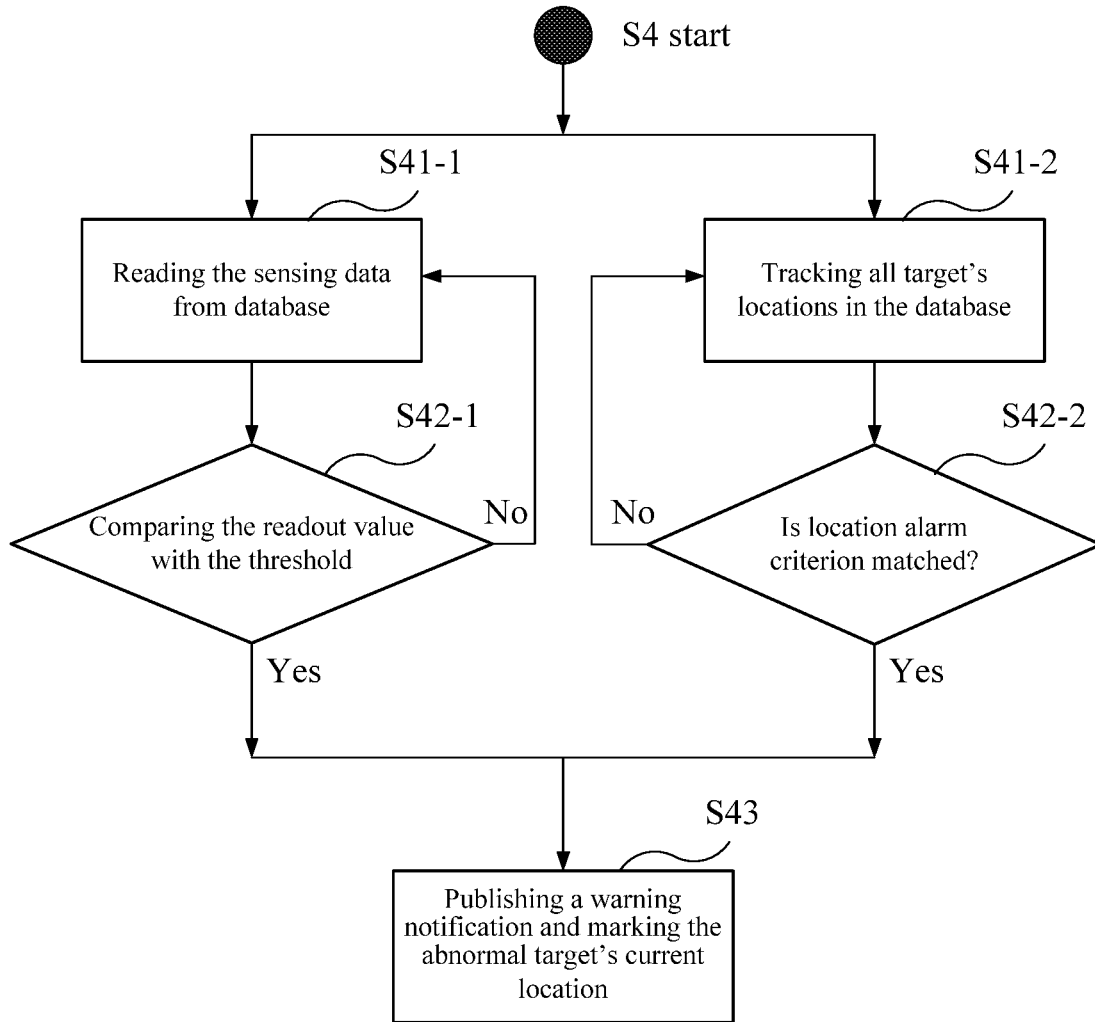 S4 start
S41-1
S41-2
Reading the sensing data
from database
Tracking all target’s
locations in the database
S42-1
S42-2
Comparing the readout value
with the threshold
No
No
Is location alarm
criterion matched?
Yes
Yes
S43
Publishing a warning
notification and marking the
abnormal target’s current
location